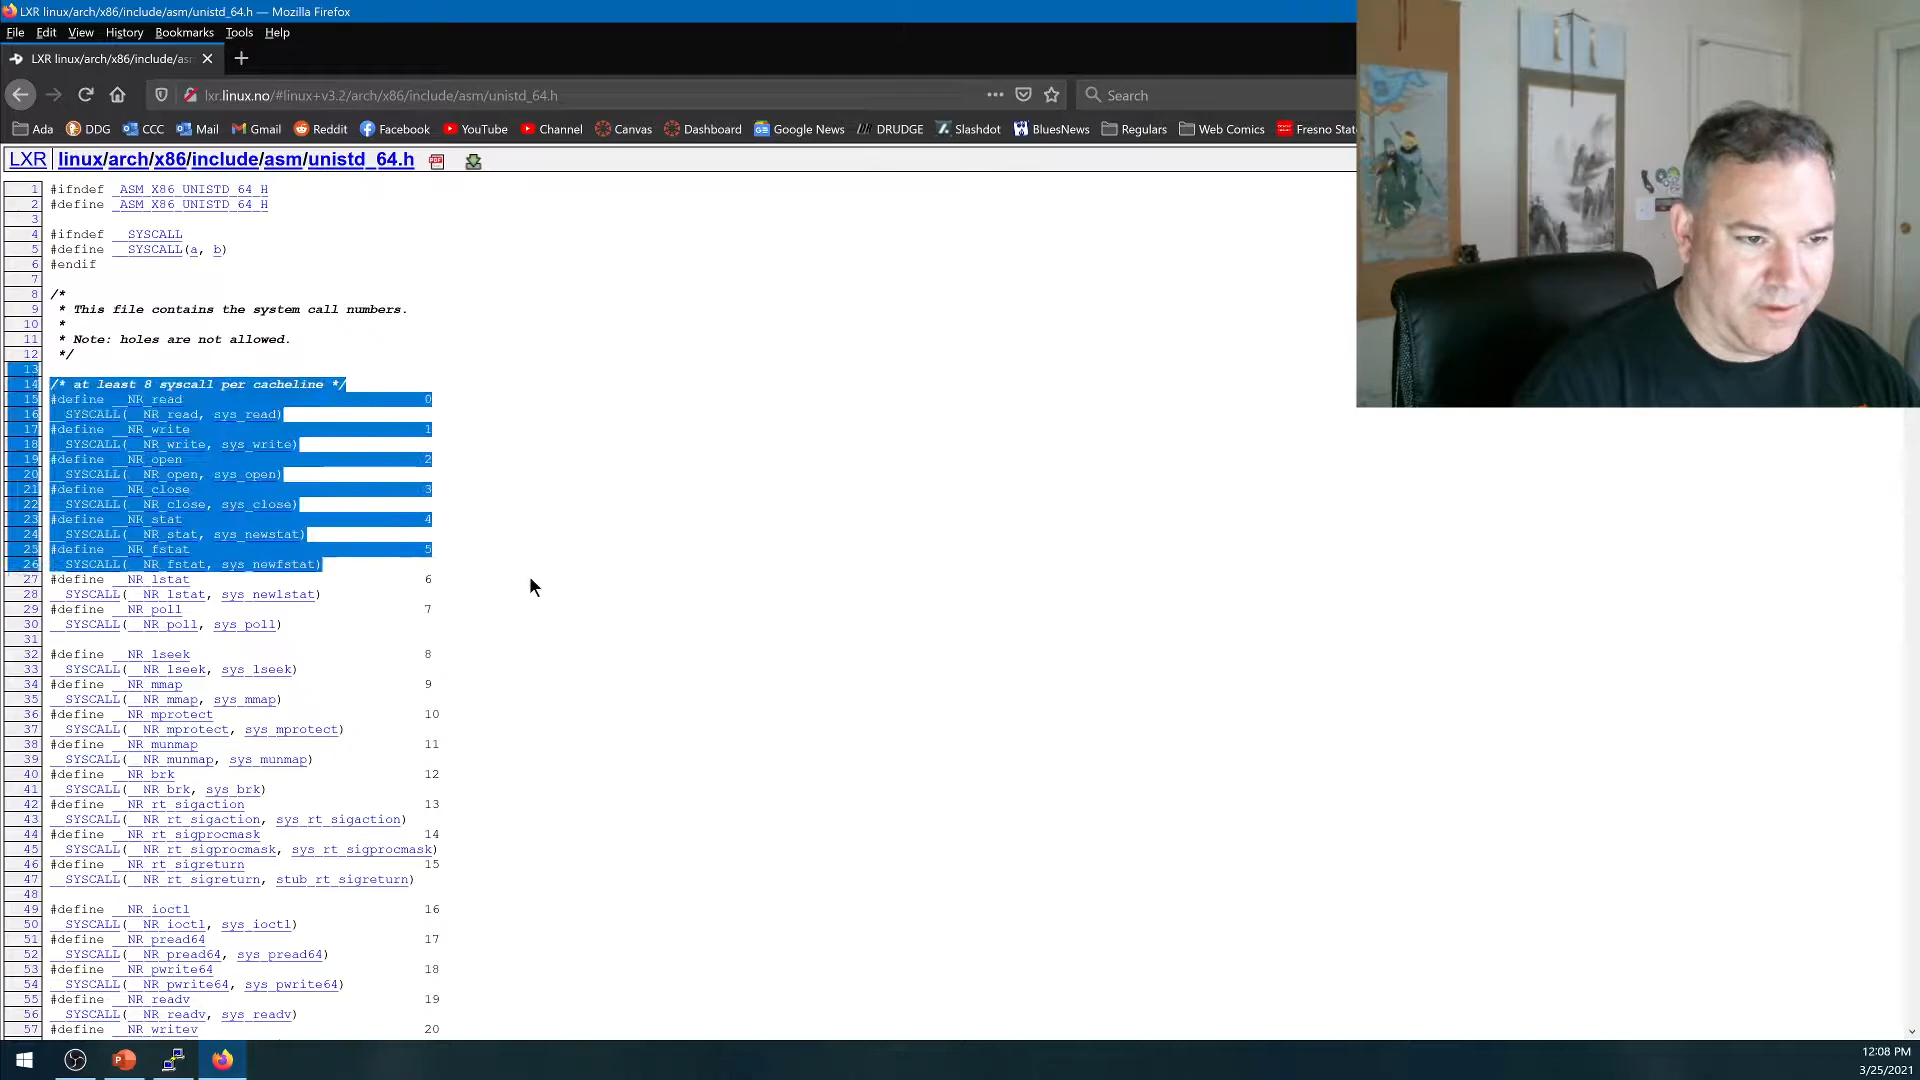 LXR linux/arch/x86/include/asm/unistd_64.h — Mozilla Firefox
File Edit View History Bookmarks Tools Help
LXR linux/arch/x86/include/asm
lxr.linux.no/#linux+v3.2/arch/x86/include/asm/unistd_64.h
Search
Ada DDG CCC Mail Gmail Reddit Facebook YouTube Channel Canvas Dashboard Google News DRUDGE Slashdot BluesNews Regulars Web Comics Fresno Stat
LXR linux/arch/x86/include/asm/unistd_64.h
1 #ifndef _ASM_X86_UNISTD_64_H
2 #define _ASM_X86_UNISTD_64_H
3
4 #ifndef __SYSCALL
5 #define __SYSCALL(a, b)
6 #endif
7
8 /*
9 * This file contains the system call numbers.
10 *
11 * Note: holes are not allowed.
12 */
13
14 /* at least 8 syscall per cacheline */
15 #define __NR_read 0
16 __SYSCALL(__NR_read, sys_read)
17 #define __NR_write 1
18 __SYSCALL(__NR_write, sys_write)
19 #define __NR_open 2
20 __SYSCALL(__NR_open, sys_open)
21 #define __NR_close 3
22 __SYSCALL(__NR_close, sys_close)
23 #define __NR_stat 4
24 __SYSCALL(__NR_stat, sys_newstat)
25 #define __NR_fstat 5
26 __SYSCALL(__NR_fstat, sys_newfstat)
27 #define __NR_lstat 6
28 __SYSCALL(__NR_lstat, sys_newlstat)
29 #define __NR_poll 7
30 __SYSCALL(__NR_poll, sys_poll)
31
32 #define __NR_lseek 8
33 __SYSCALL(__NR_lseek, sys_lseek)
34 #define __NR_mmap 9
35 __SYSCALL(__NR_mmap, sys_mmap)
36 #define __NR_mprotect 10
37 __SYSCALL(__NR_mprotect, sys_mprotect)
38 #define __NR_munmap 11
39 __SYSCALL(__NR_munmap, sys_munmap)
40 #define __NR_brk 12
41 __SYSCALL(__NR_brk, sys_brk)
42 #define __NR_rt_sigaction 13
43 __SYSCALL(__NR_rt_sigaction, sys_rt_sigaction)
44 #define __NR_rt_sigprocmask 14
45 __SYSCALL(__NR_rt_sigprocmask, sys_rt_sigprocmask)
46 #define __NR_rt_sigreturn 15
47 __SYSCALL(__NR_rt_sigreturn, stub_rt_sigreturn)
48
49 #define __NR_ioctl 16
50 __SYSCALL(__NR_ioctl, sys_ioctl)
51 #define __NR_pread64 17
52 __SYSCALL(__NR_pread64, sys_pread64)
53 #define __NR_pwrite64 18
54 __SYSCALL(__NR_pwrite64, sys_pwrite64)
55 #define __NR_readv 19
56 __SYSCALL(__NR_readv, sys_readv)
57 #define __NR_writev 20
12:08 PM
3/25/2021